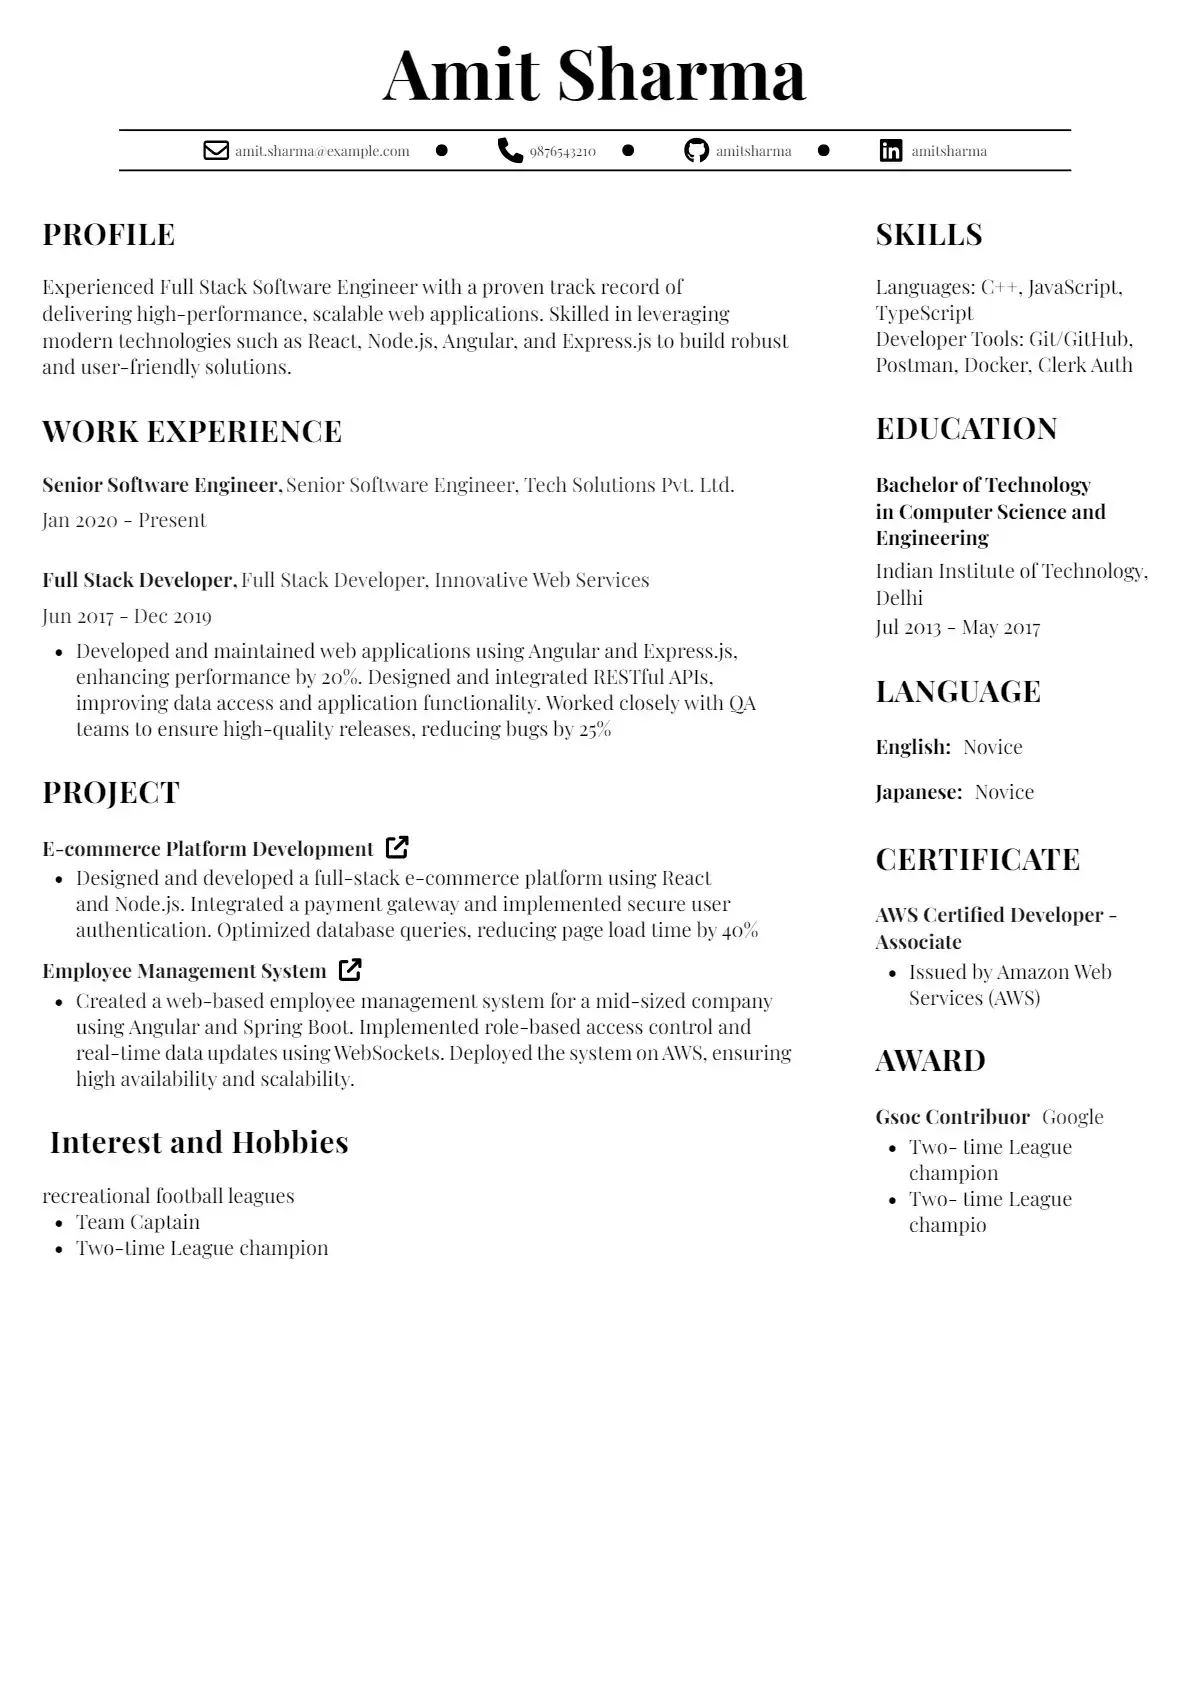 Amit Sharma
amit.sharma@example.com ● 9876543210 ● amitsharma ● amitsharma
PROFILE
Experienced Full Stack Software Engineer with a proven track record of
delivering high-performance, scalable web applications. Skilled in leveraging
modern technologies such as React, Node.js, Angular, and Express.js to build robust
and user-friendly solutions.
WORK EXPERIENCE
Senior Software Engineer, Senior Software Engineer, Tech Solutions Pvt. Ltd.
Jan 2020 - Present
Full Stack Developer, Full Stack Developer, Innovative Web Services
Jun 2017 - Dec 2019
• Developed and maintained web applications using Angular and Express.js,
enhancing performance by 20%. Designed and integrated RESTful APIs,
improving data access and application functionality. Worked closely with QA
teams to ensure high-quality releases, reducing bugs by 25%
PROJECT
E-commerce Platform Development
• Designed and developed a full-stack e-commerce platform using React
and Node.js. Integrated a payment gateway and implemented secure user
authentication. Optimized database queries, reducing page load time by 40%
Employee Management System
• Created a web-based employee management system for a mid-sized company
using Angular and Spring Boot. Implemented role-based access control and
real-time data updates using WebSockets. Deployed the system on AWS, ensuring
high availability and scalability.
Interest and Hobbies
recreational football leagues
• Team Captain
• Two-time League champion
SKILLS
Languages: C++, JavaScript,
TypeScript
Developer Tools: Git/GitHub,
Postman, Docker, Clerk Auth
EDUCATION
Bachelor of Technology
in Computer Science and
Engineering
Indian Institute of Technology,
Delhi
Jul 2013 - May 2017
LANGUAGE
English: Novice
Japanese: Novice
CERTIFICATE
AWS Certified Developer -
Associate
• Issued by Amazon Web
Services (AWS)
AWARD
Gsoc Contribuor Google
• Two- time League
champion
• Two- time League
champio